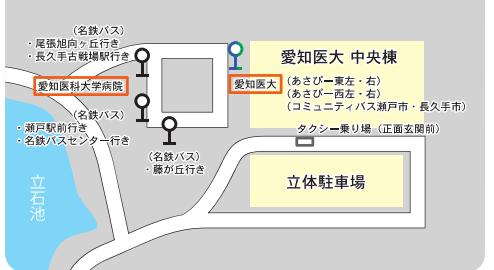 （名鉄バス）
・尾張旭向ヶ丘行き
・長久手古戦場駅行き
愛知医科大学病院
（名鉄バス）
・瀬戸駅前行き
・名鉄バスセンター行き
（名鉄バス）
・藤が丘行き
愛知医大 中央棟
愛知医大
（あさぴー東左・右）
（あさぴー西左・右）
（コミュニティバス瀬戸市・長久手市）
タクシー乗り場（正面玄関前）
立体駐車場
立石池